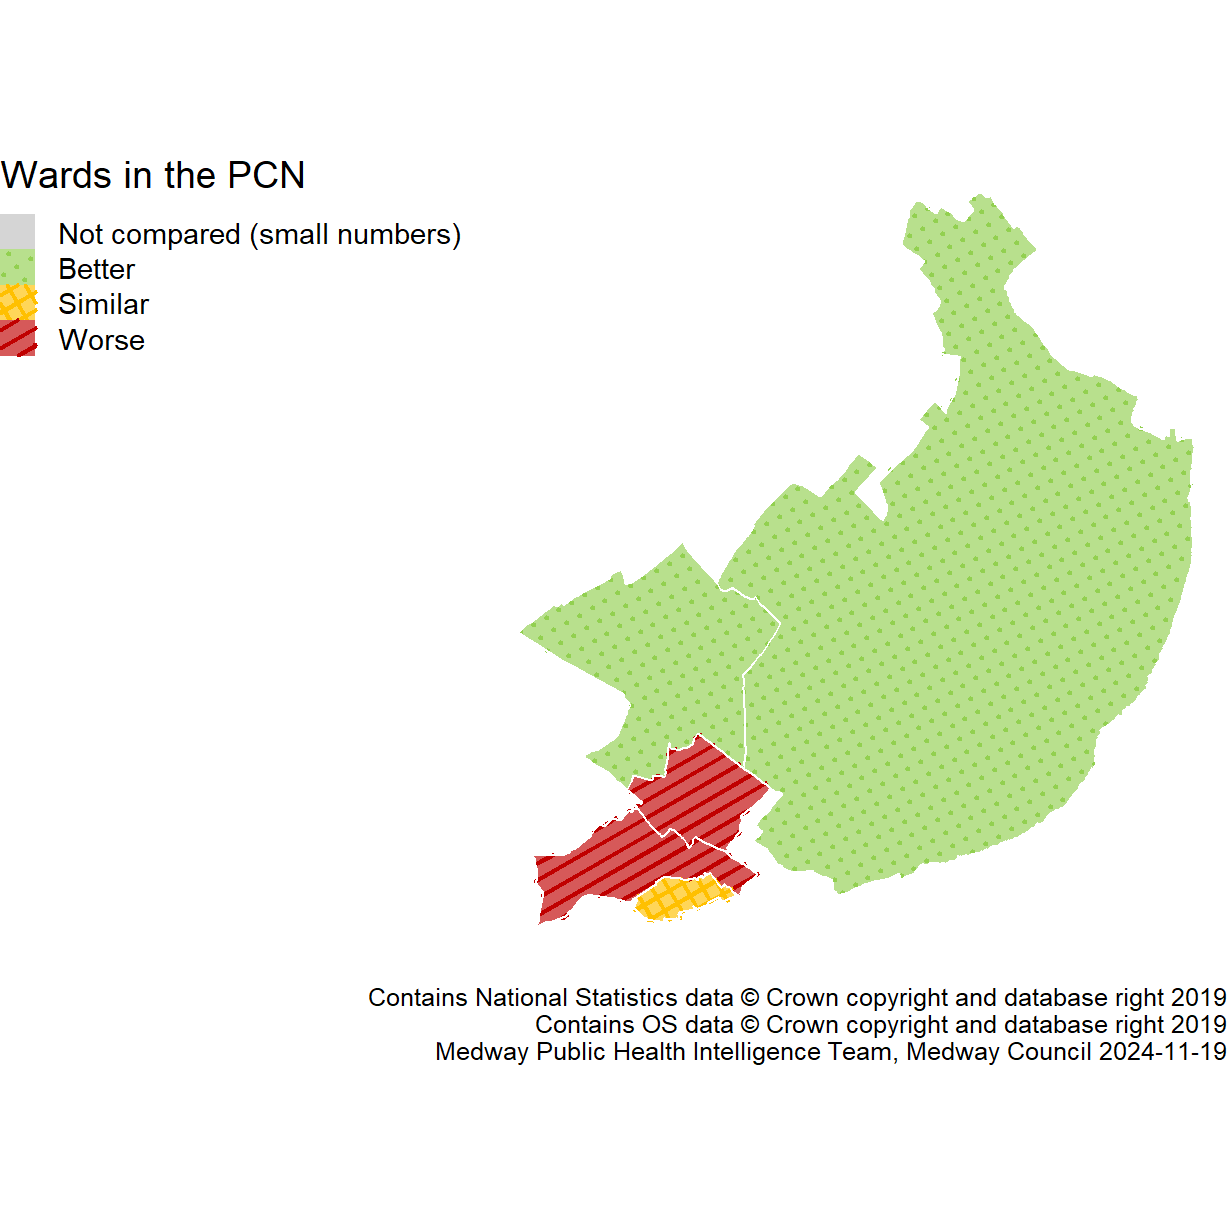 Wards in the PCN
Not compared (small numbers)
Better
Similar
Worse
Contains National Statistics data © Crown copyright and database right 2019
Contains OS data © Crown copyright and database right 2019
Medway Public Health Intelligence Team, Medway Council 2024-11-19